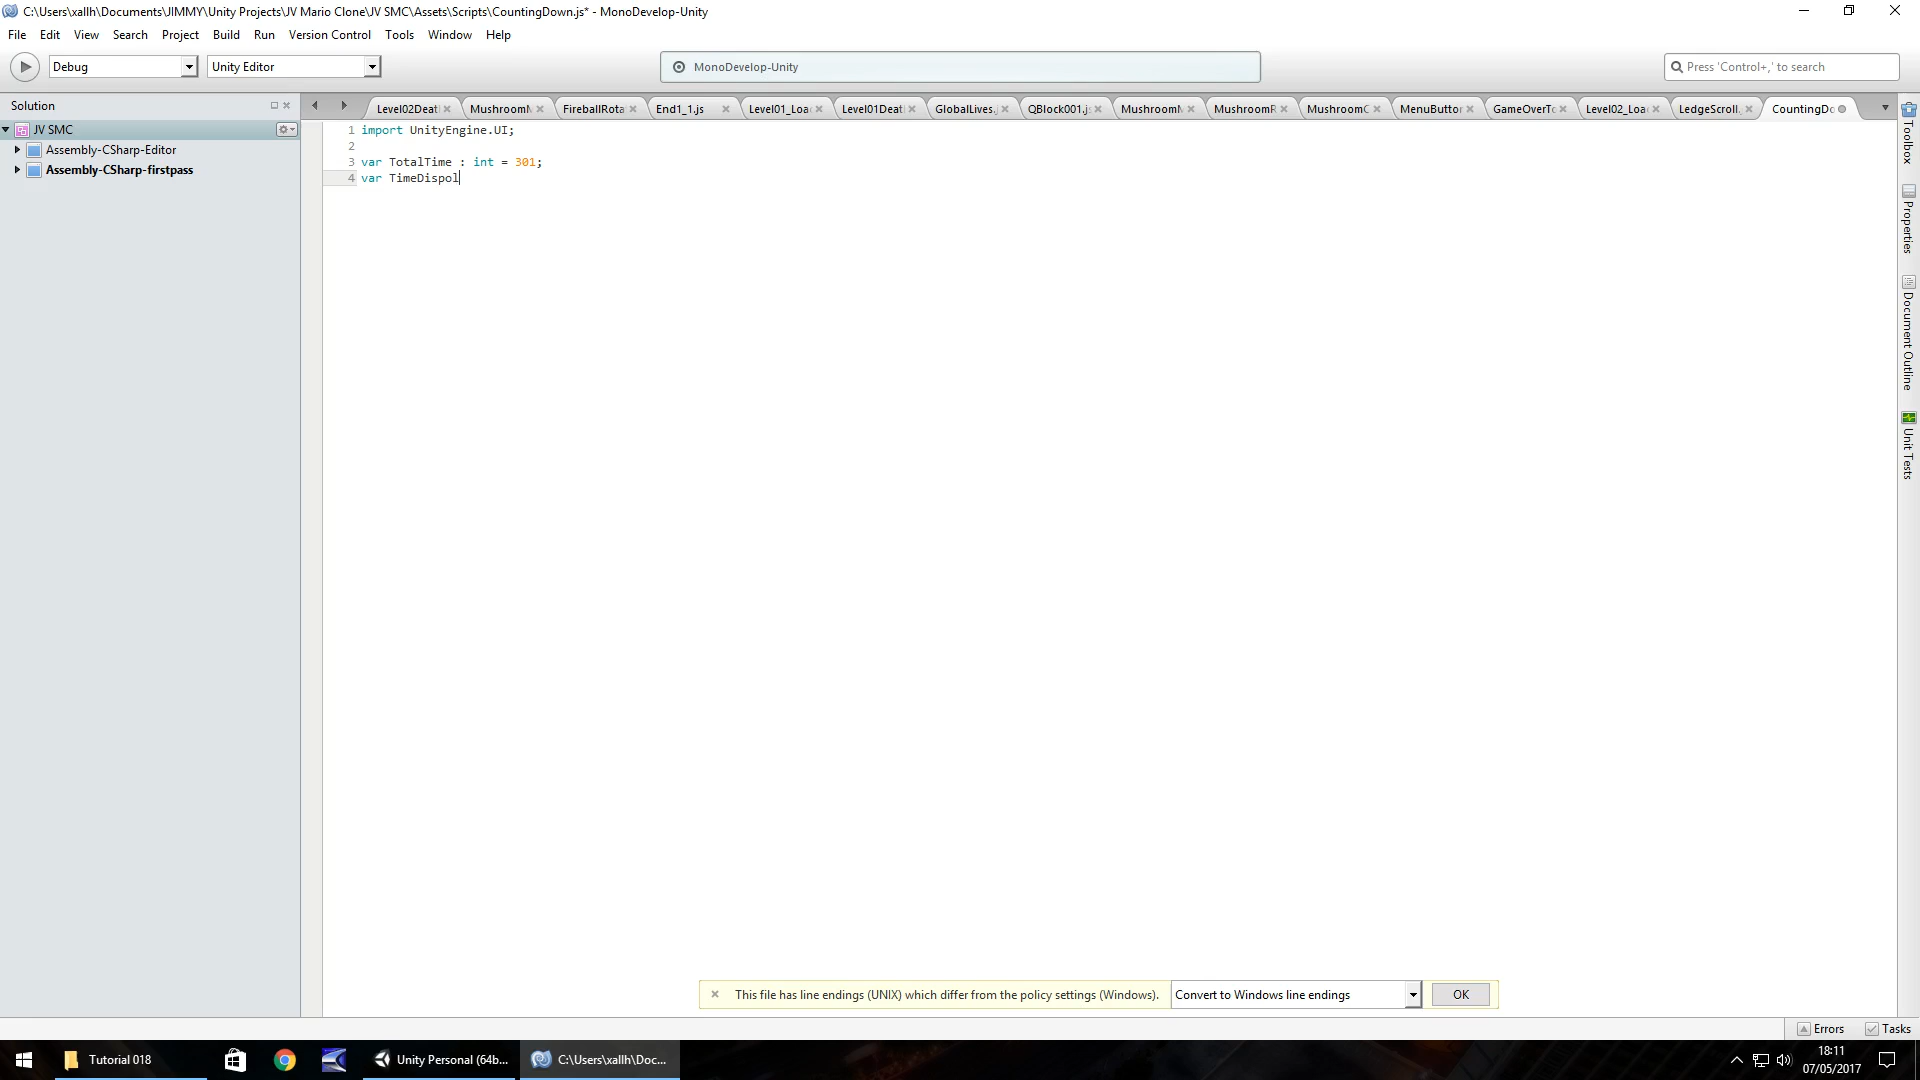 C:\Users\xallh\Documents\JIMMY\Unity Projects\JV Mario Clone\JV SMC\Assets\Scripts\CountingDown.js* - MonoDevelop-Unity
File Edit View Search Project Build Run Version Control Tools Window Help
Debug Unity Editor MonoDevelop-Unity Press 'Control+,' to search
Solution
Level02Deatl MushroomM FireballRota End1_1.js Level01_Loa Level01Deatl GlobalLives.j QBlock001.js MushroomM MushroomR MushroomC MenuButtor GameOverTo Level02_Loa LedgeScroll. CountingDo
JV SMC
Assembly-CSharp-Editor
Assembly-CSharp-firstpass
1 import UnityEngine.UI;
2
3 var TotalTime : int = 301;
4 var TimeDispol
Toolbox
Properties
Document Outline
Unit Tests
This file has line endings (UNIX) which differ from the policy settings (Windows). Convert to Windows line endings OK
Errors Tasks
Tutorial 018 Unity Personal (64b... C:\Users\xallh\Doc...
18:11
07/05/2017